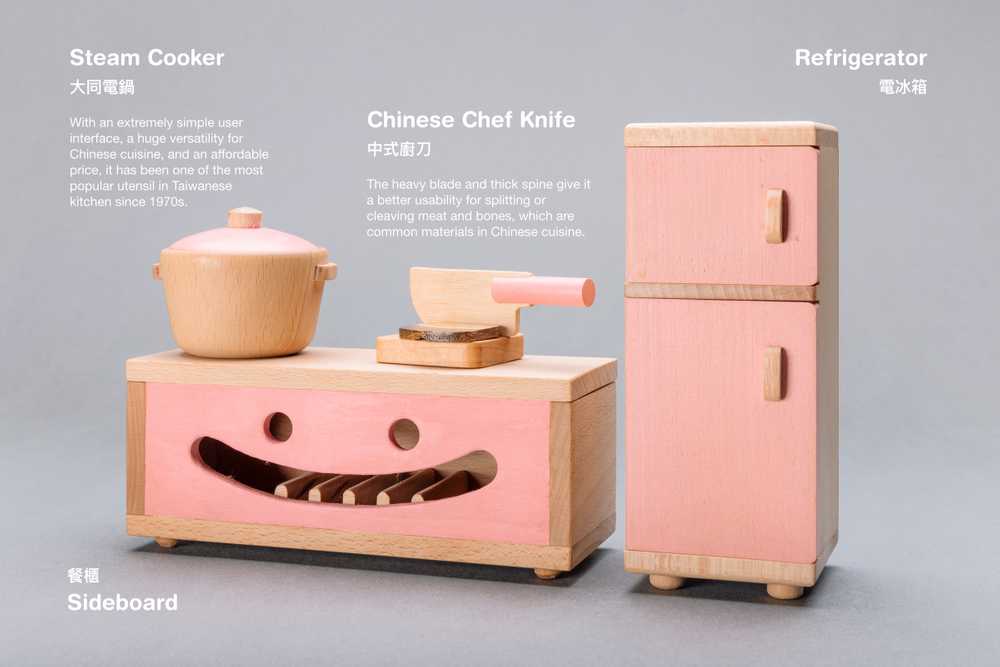 Steam Cooker
大同電鍋
With an extremely simple user
interface, a huge versatility for
Chinese cuisine, and an affordable
price, it has been one of the most
popular utensil in Taiwanese
kitchen since 1970s.
Chinese Chef Knife
中式廚刀
The heavy blade and thick spine give it
a better usability for splitting or
cleaving meat and bones, which are
common materials in Chinese cuisine.
Refrigerator
電冰箱
餐櫃
Sideboard